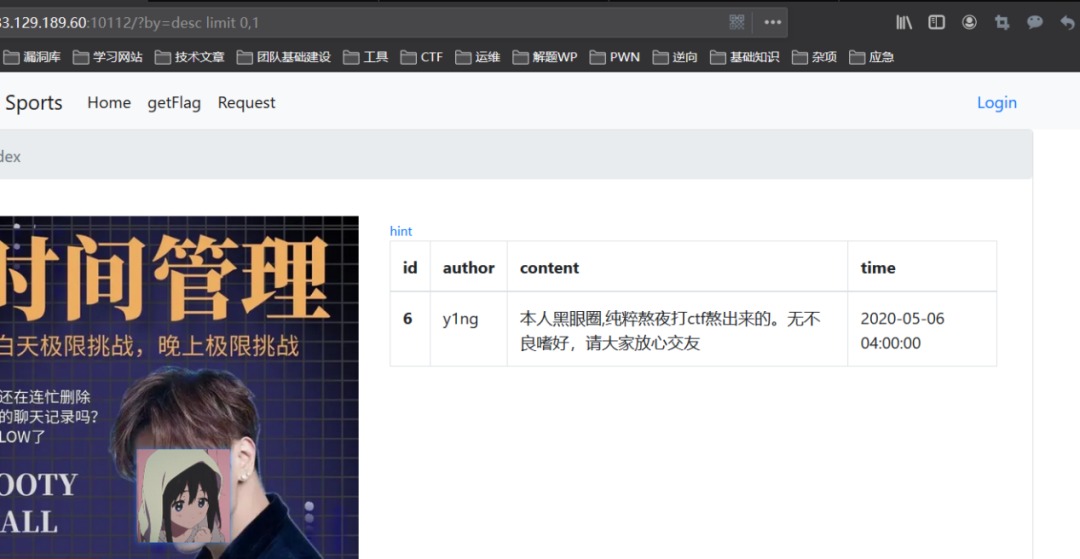 3.129.189.60:10112/?by=desc limit 0,1
漏洞库 学习网站 技术文章 团队基础建设 工具 CTF 运维 解题WP PWN 逆向 基础知识 杂项 应急
Sports Home getFlag Request Login
dex
时间管理
白天极限挑战，晚上极限挑战
还在连忙删除
的聊天记录吗?
LOW了
OOTY
ALL
hint
id author content time
6 y1ng 本人黑眼圈,纯粹熬夜打ctf熬出来的。无不 2020-05-06
良嗜好，请大家放心交友 04:00:00